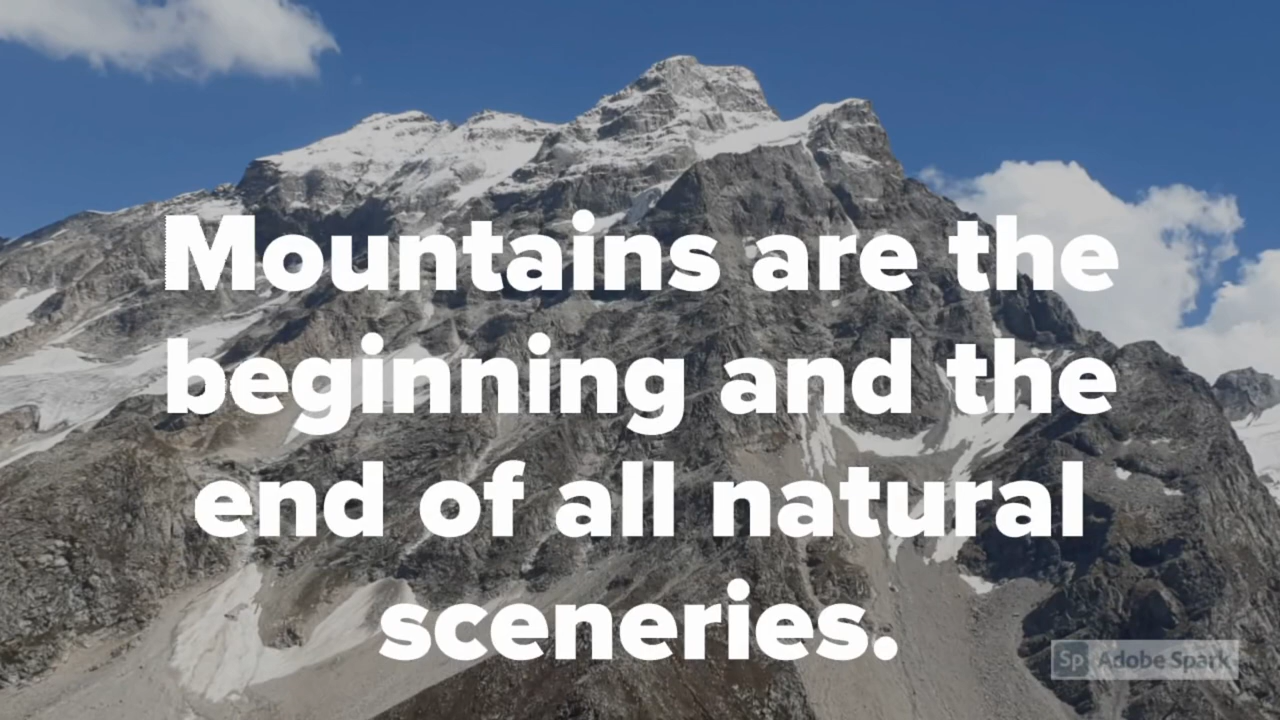 Mountains are the
beginning and the
end of all natural
sceneries.
Sp Adobe Spark